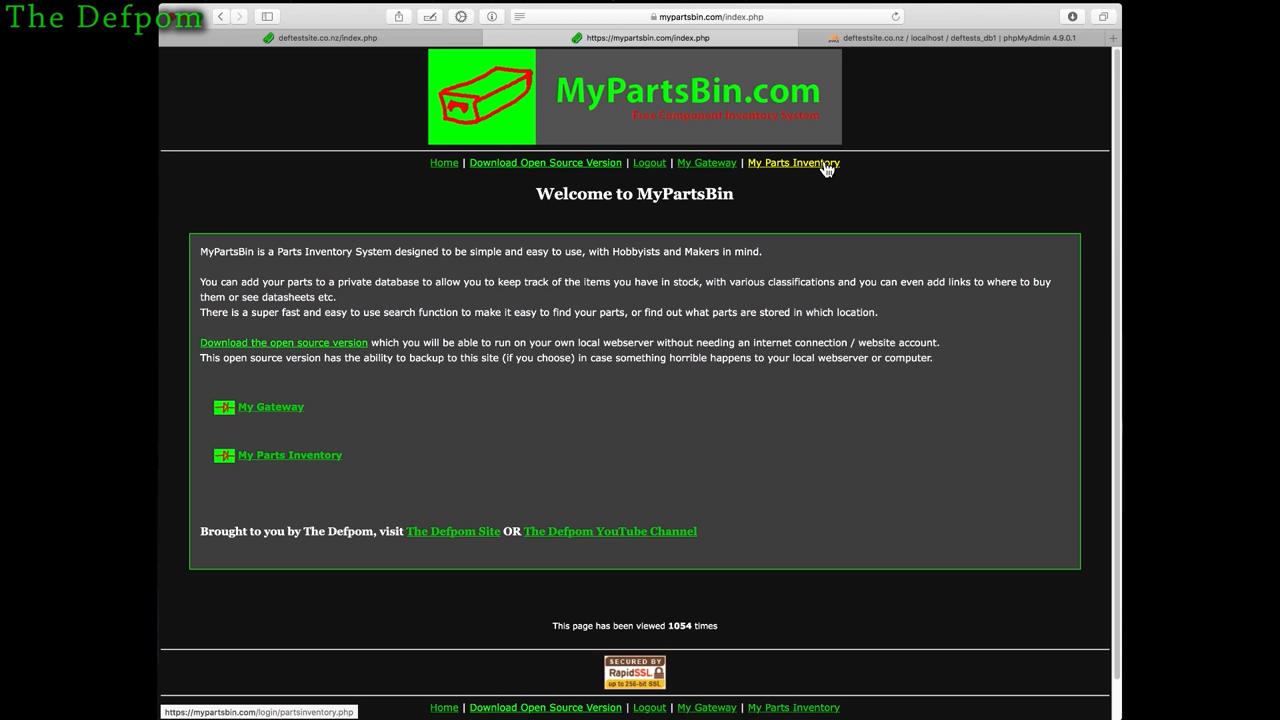 The Defpom
mypartsbin.com/index.php
deftestsite.co.nz/index.php
https://mypartsbin.com/index.php
deftestsite.co.nz / localhost / deftests_db1 | phpMyAdmin 4.9.0.1
MyPartsBin.com
Free Component Inventory System
Home | Download Open Source Version | Logout | My Gateway | My Parts Inventory
Welcome to MyPartsBin
MyPartsBin is a Parts Inventory System designed to be simple and easy to use, with Hobbyists and Makers in mind.
You can add your parts to a private database to allow you to keep track of the items you have in stock, with various classifications and you can even add links to where to buy
them or see datasheets etc.
There is a super fast and easy to use search function to make it easy to find your parts, or find out what parts are stored in which location.
Download the open source version which you will be able to run on your own local webserver without needing an internet connection / website account.
This open source version has the ability to backup to this site (if you choose) in case something horrible happens to your local webserver or computer.
My Gateway
My Parts Inventory
Brought to you by The Defpom, visit The Defpom Site OR The Defpom YouTube Channel
This page has been viewed 1054 times
SECURED BY
RapidSSL
up to 256-bit SSL
Home | Download Open Source Version | Logout | My Gateway | My Parts Inventory
https://mypartsbin.com/login/partsinventory.php